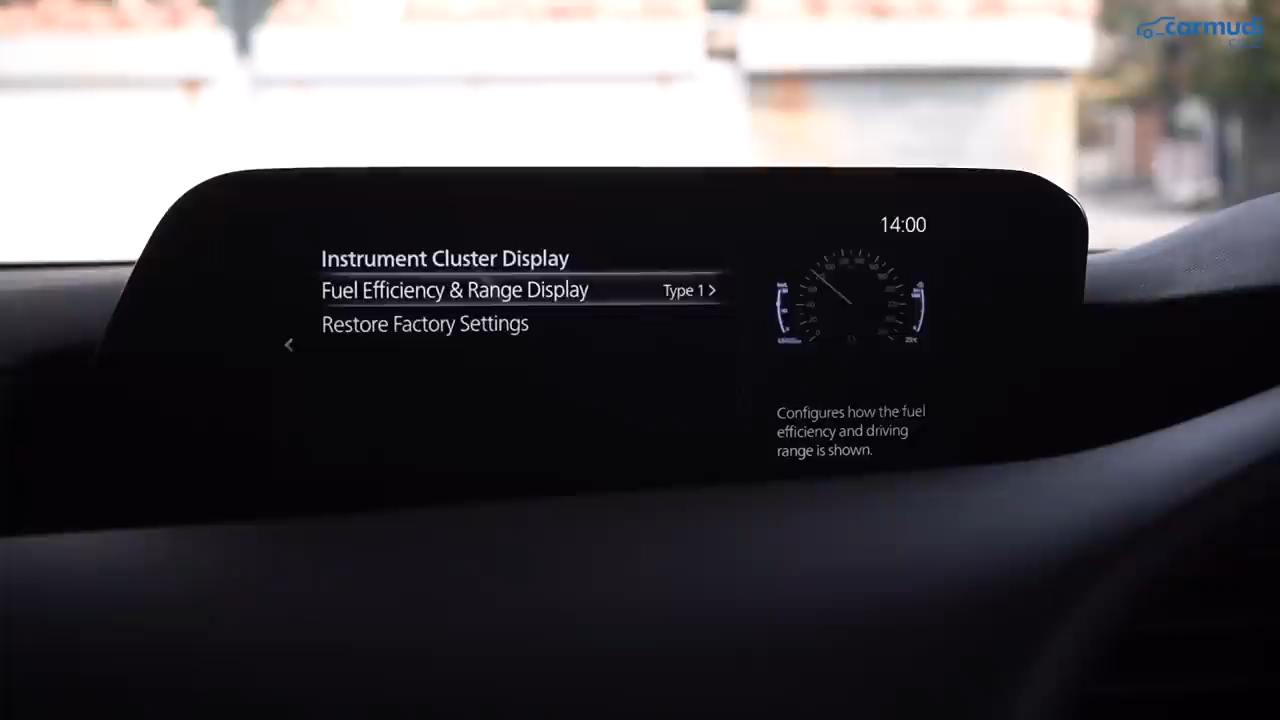 carmudi
14:00
Instrument Cluster Display
Fuel Efficiency & Range Display Type 1 >
Restore Factory Settings
<
Configures how the fuel
efficiency and driving
range is shown.